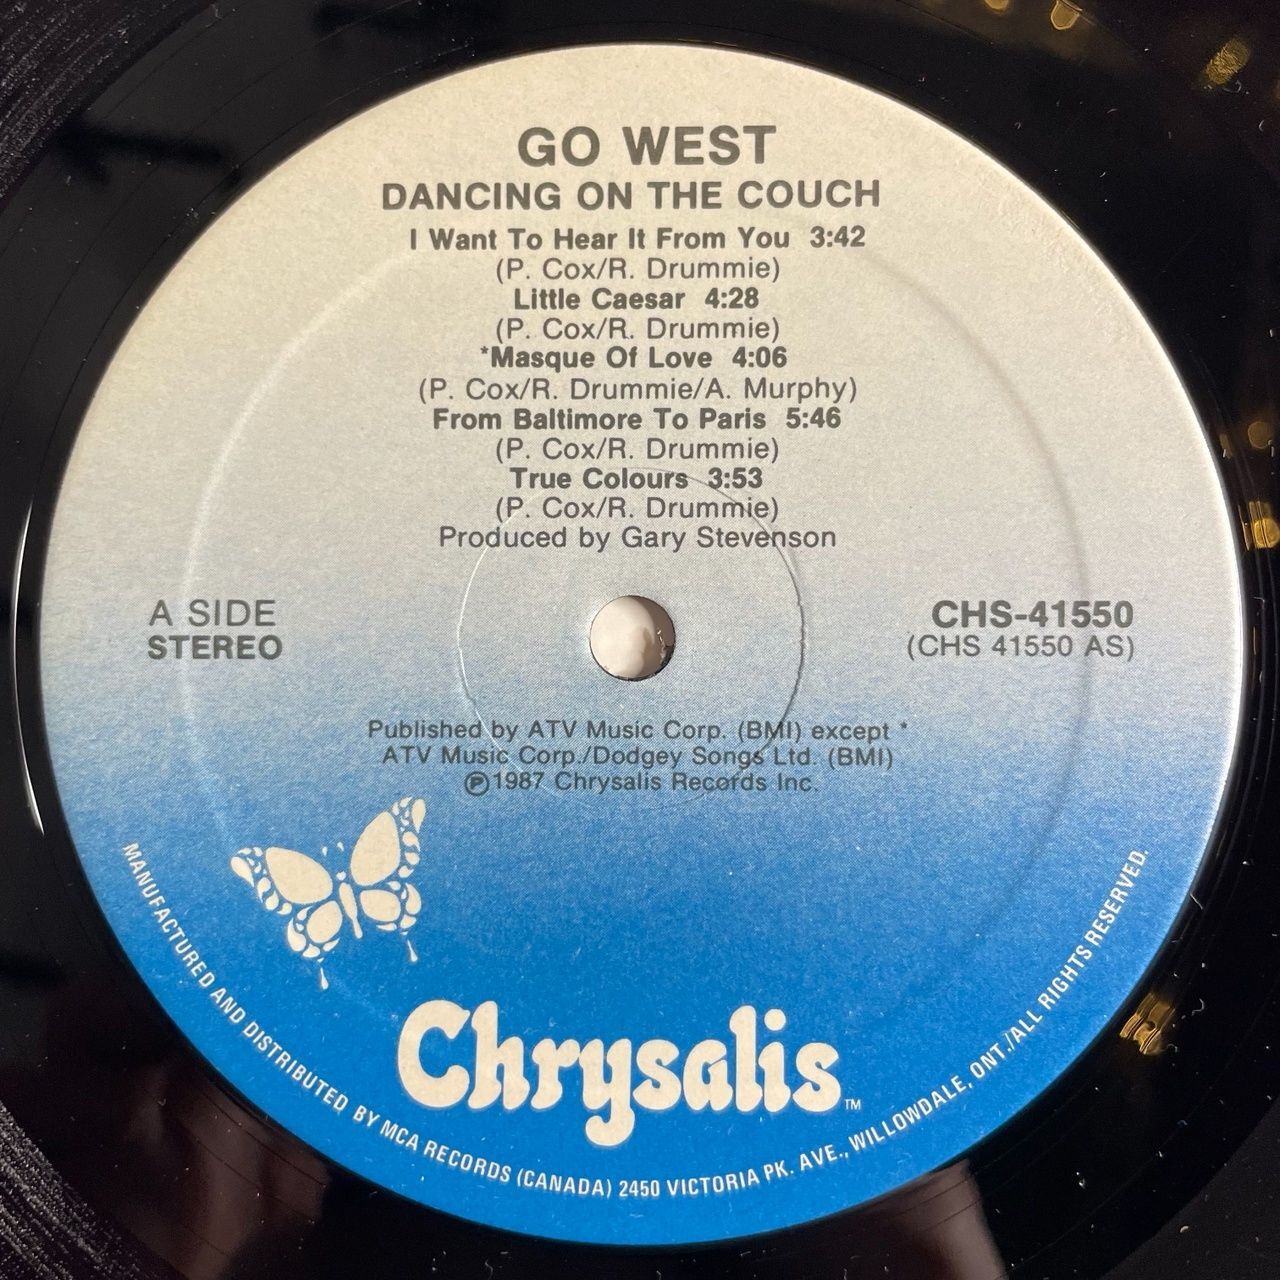 GO WEST
DANCING ON THE COUCH
I Want To Hear It From You 3:42
(P. Cox/R. Drummie)
Little Caesar 4:28
(P. Cox/R. Drummie)
*Masque Of Love 4:06
(P. Cox/R. Drummie/A. Murphy)
From Baltimore To Paris 5:46
(P. Cox/R. Drummie)
True Colours 3:53
(P. Cox/R. Drummie)
Produced by Gary Stevenson
A SIDE
STEREO
CHS-41550
(CHS 41550 AS)
Published by ATV Music Corp. (BMI) except *
ATV Music Corp./Dodgey Songs Ltd. (BMI)
℗1987 Chrysalis Records Inc.
Chrysalis™
MANUFACTURED AND DISTRIBUTED BY MCA RECORDS (CANADA) 2450 VICTORIA PK. AVE., WILLOWDALE, ONT./ALL RIGHTS RESERVED.